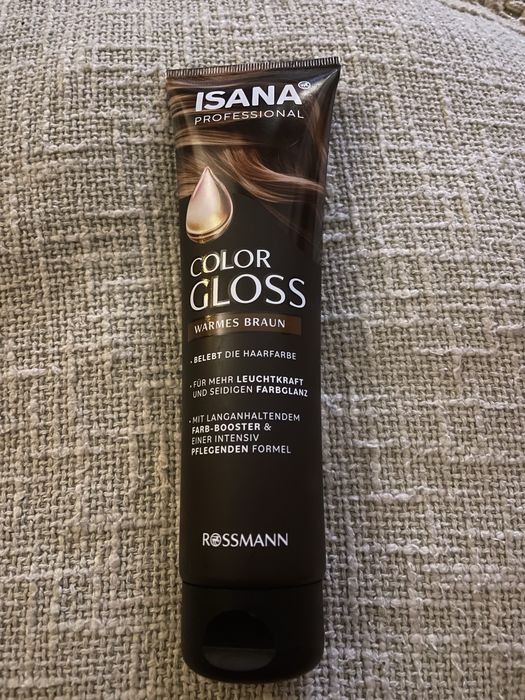 ISANA
PROFESSIONAL
COLOR
GLOSS
WARMES BRAUN
• BELEBT DIE HAARFARBE
• FÜR MEHR LEUCHTKRAFT
UND SEIDIGEN FARBGLANZ
• MIT LANGANHALTENDEM
FARB-BOOSTER &
EINER INTENSIV
PFLEGENDEN FORMEL
ROSSMANN